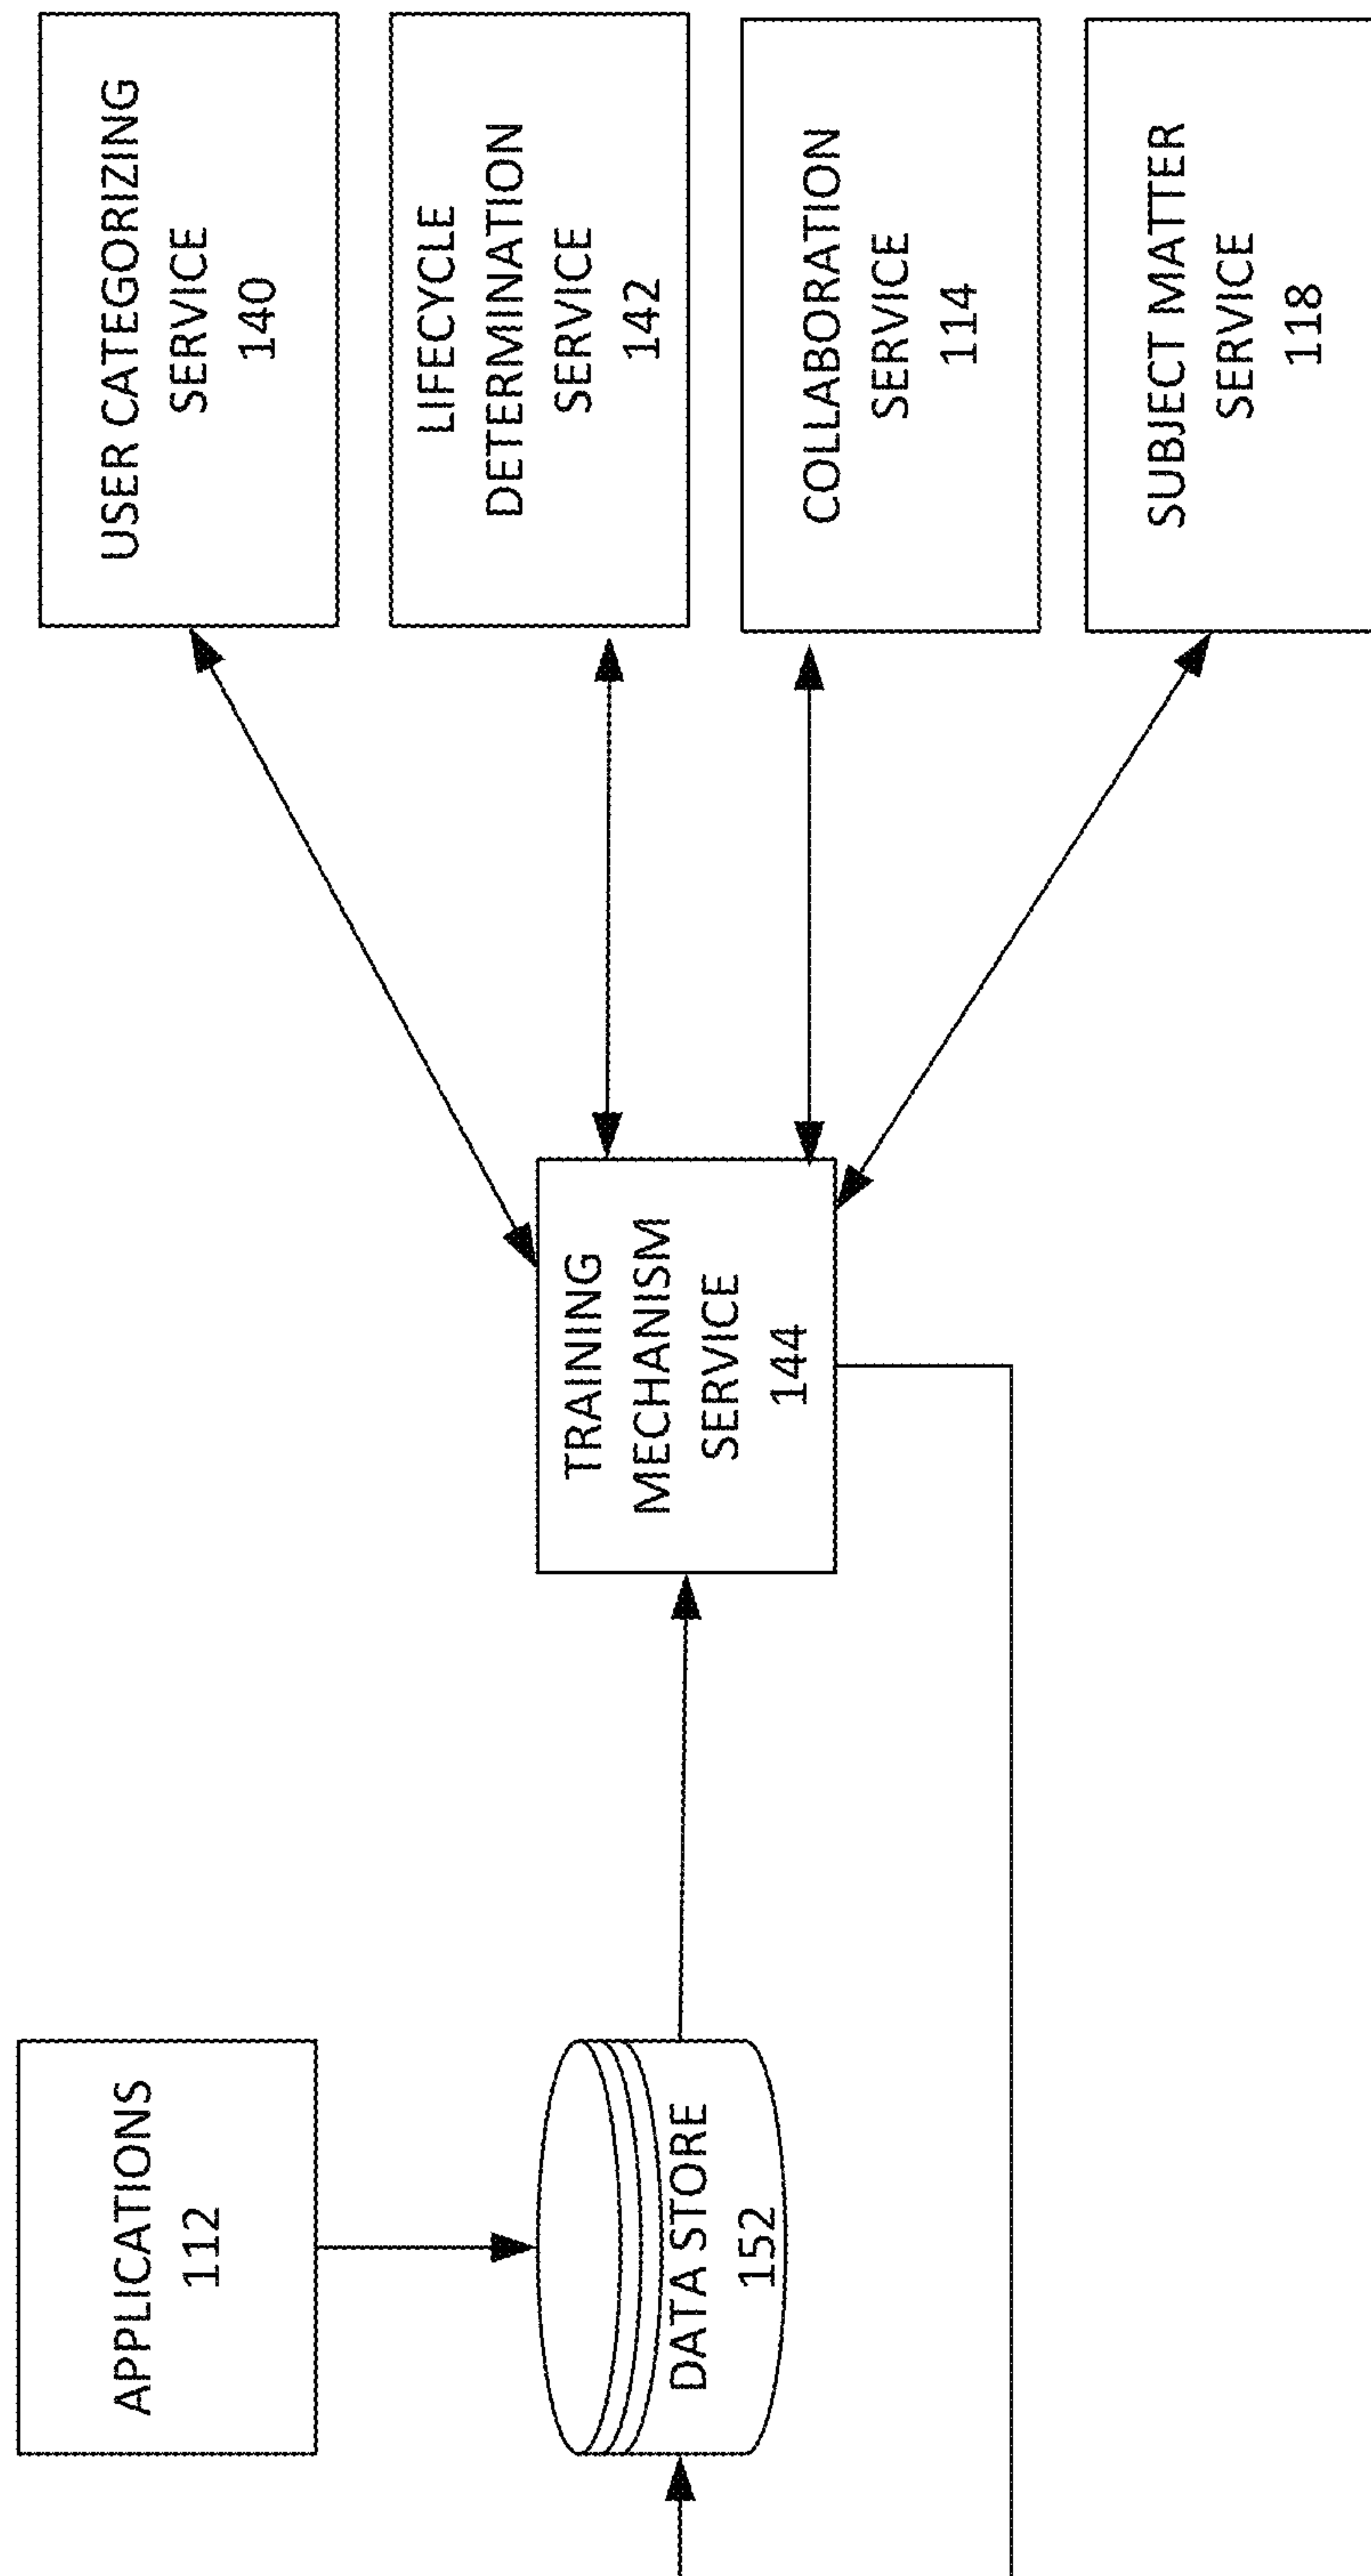 APPLICATIONS
112
DATA STORE
152
TRAINING
MECHANISM
SERVICE
144
USER CATEGORIZING
SERVICE
140
LIFECYCLE
DETERMINATION
SERVICE
142
COLLABORATION
SERVICE
114
SUBJECT MATTER
SERVICE
118